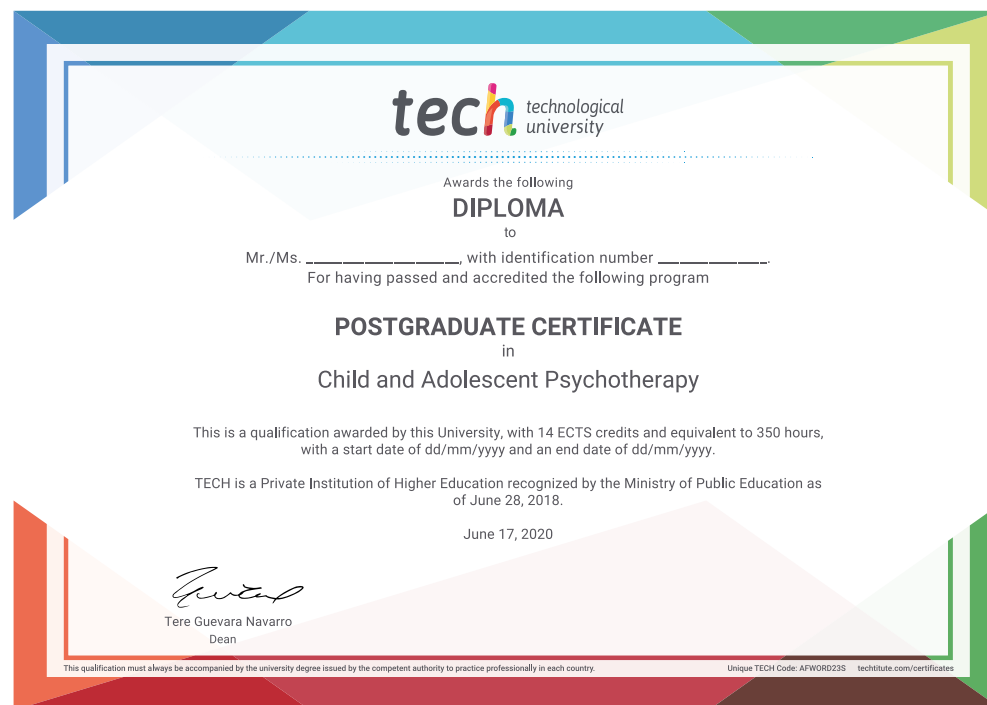 tech technological
university
Awards the following
DIPLOMA
to
Mr./Ms. ____________________, with identification number ______________.
For having passed and accredited the following program
POSTGRADUATE CERTIFICATE
in
Child and Adolescent Psychotherapy
This is a qualification awarded by this University, with 14 ECTS credits and equivalent to 350 hours,
with a start date of dd/mm/yyyy and an end date of dd/mm/yyyy.
TECH is a Private Institution of Higher Education recognized by the Ministry of Public Education as
of June 28, 2018.
June 17, 2020
Tere Guevara Navarro
Dean
This qualification must always be accompanied by the university degree issued by the competent authority to practice professionally in each country.
Unique TECH Code: AFWORD23S techtitute.com/certificates